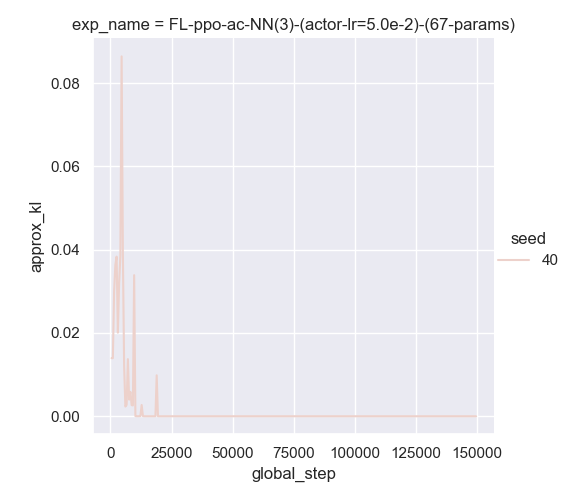 exp_name = FL-ppo-ac-NN(3)-(actor-lr=5.0e-2)-(67-params)
0.08
0.06
0.04
0.02
0.00
approx_kl
0 25000 50000 75000 100000 125000 150000
global_step
seed
40